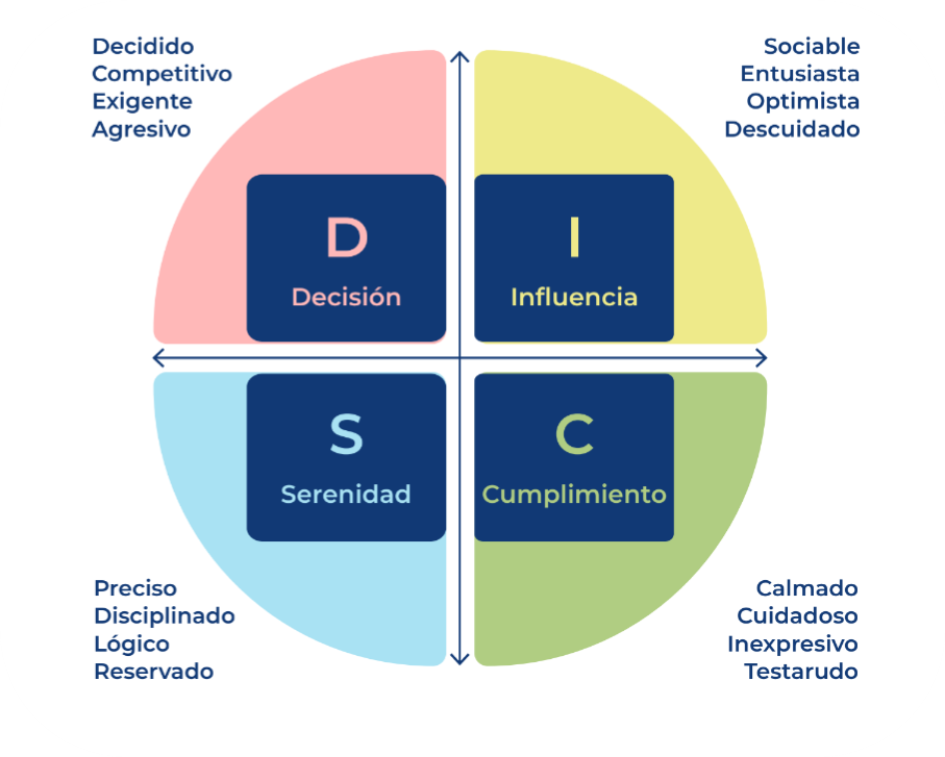 Decidido
Competitivo
Exigente
Agresivo
Sociable
Entusiasta
Optimista
Descuidado
D
Decisión
I
Influencia
S
Serenidad
C
Cumplimiento
Preciso
Disciplinado
Lógico
Reservado
Calmado
Cuidadoso
Inexpresivo
Testarudo